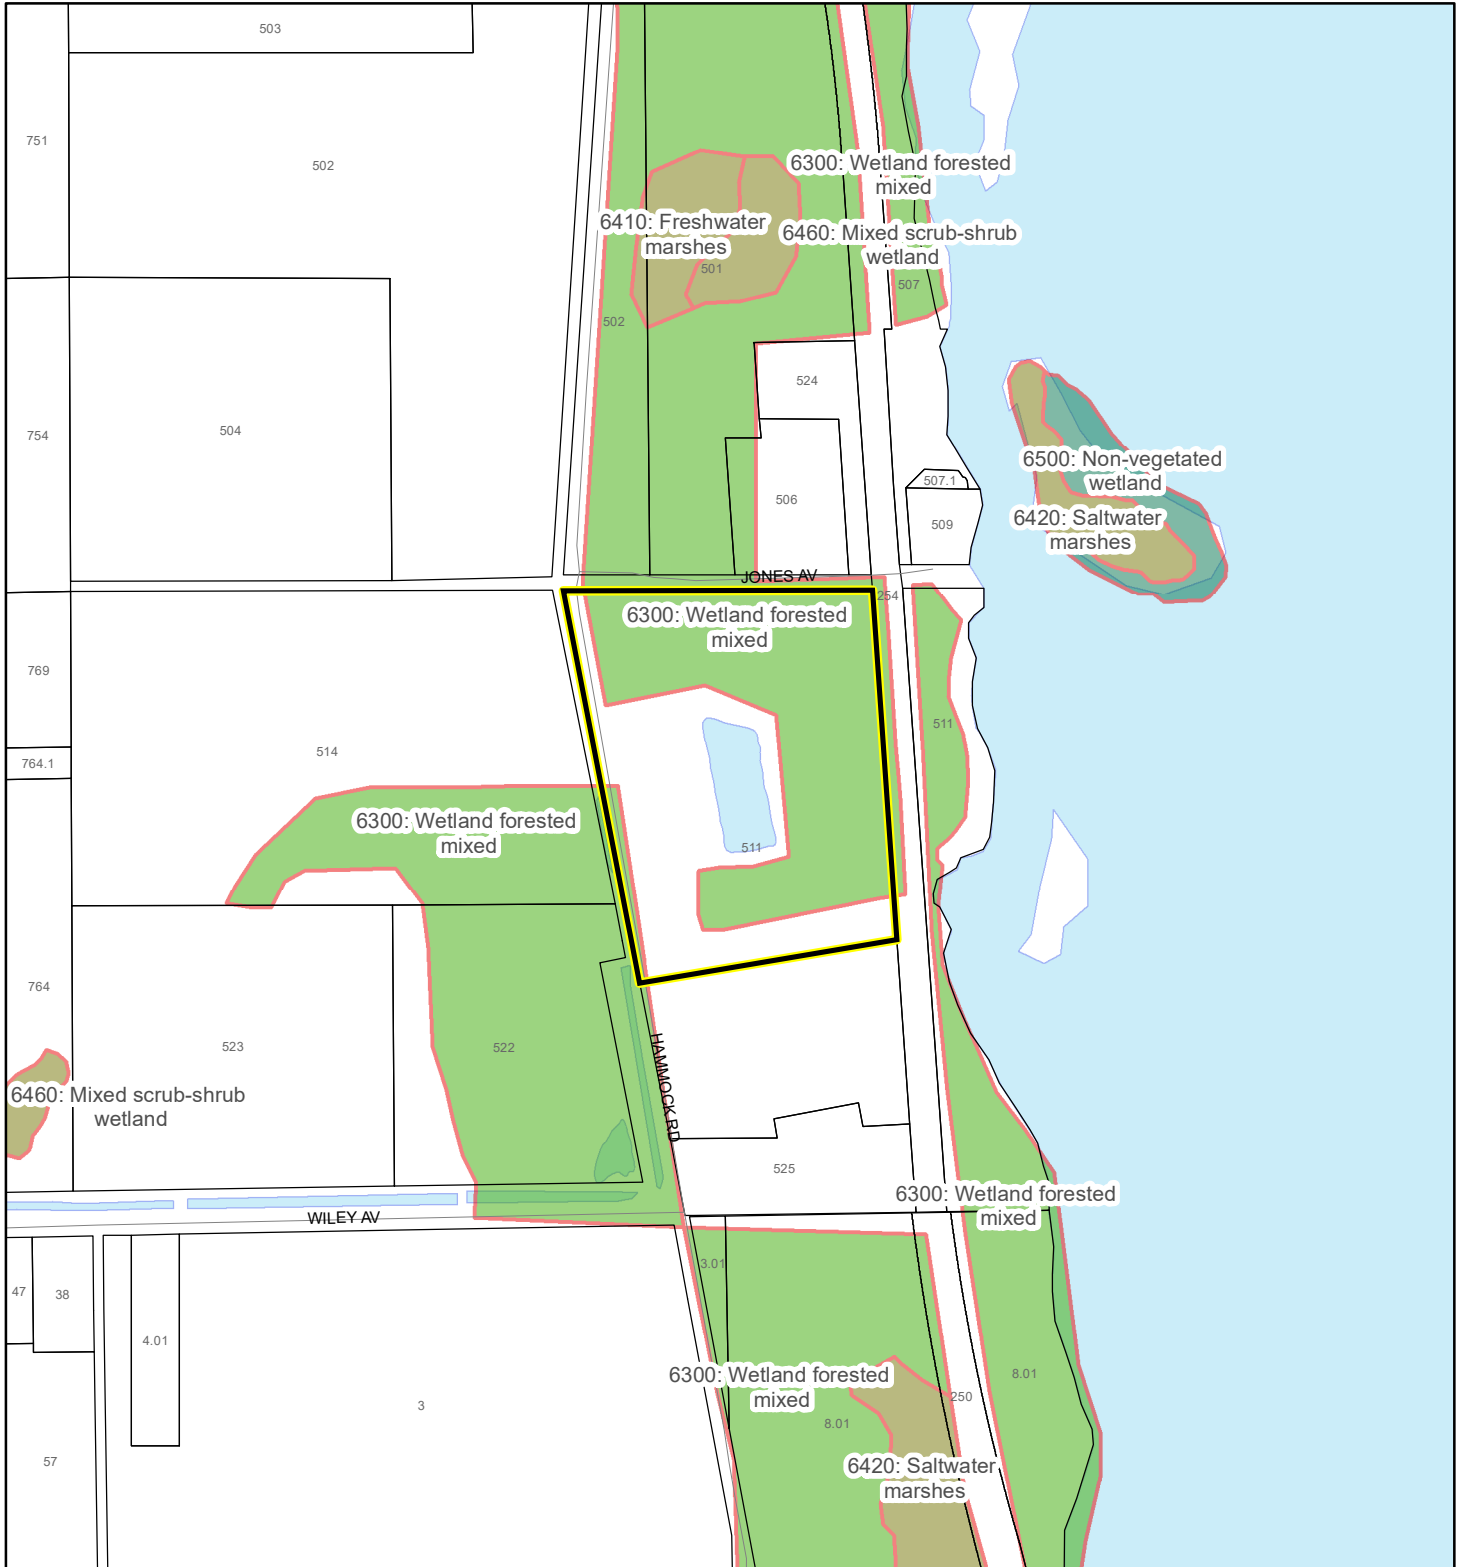 503
751
502
6300: Wetland forested
mixed
6410: Freshwater
marshes
6460: Mixed scrub-shrub
wetland
501
507
502
524
754
504
6500: Non-vegetated
wetland
507.1
506
509
6420: Saltwater
marshes
JONES AV
254
6300: Wetland forested
mixed
769
514
511
764.1
6300: Wetland forested
mixed
511
764
523
522
HAMMOCK RD
6460: Mixed scrub-shrub
wetland
525
6300: Wetland forested
mixed
WILEY AV
3.01
47
38
4.01
6300: Wetland forested
mixed
8.01
250
3
8.01
57
6420: Saltwater
marshes